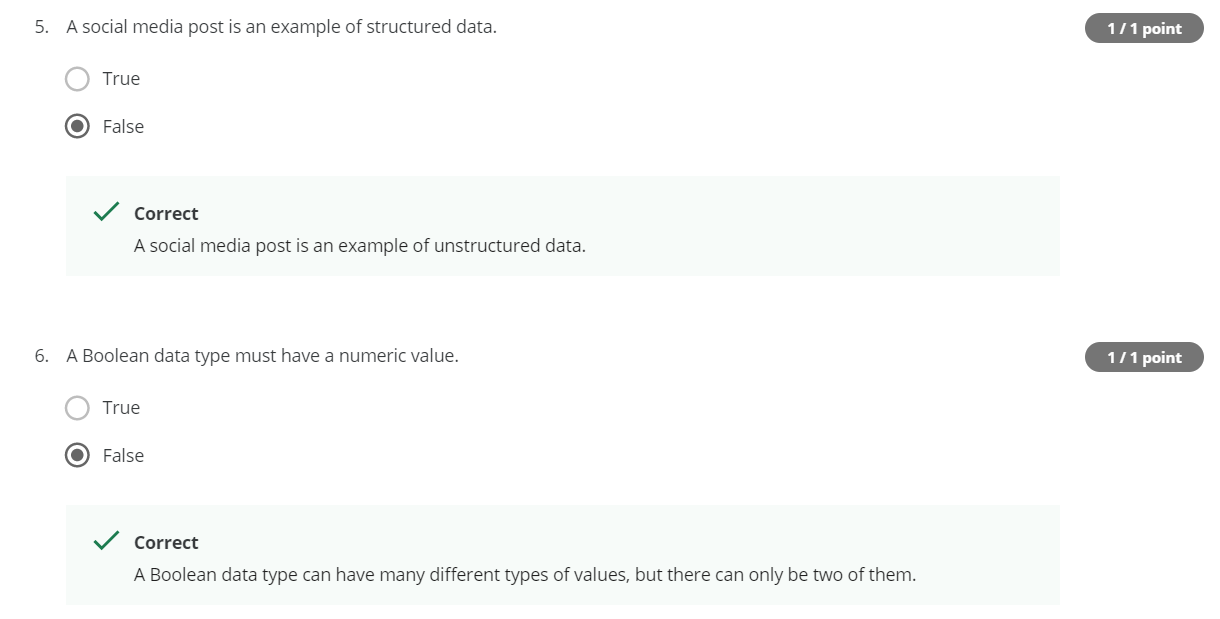 5. A social media post is an example of structured data.
1 / 1 point
True
False
Correct
A social media post is an example of unstructured data.
6. A Boolean data type must have a numeric value.
1 / 1 point
True
False
Correct
A Boolean data type can have many different types of values, but there can only be two of them.